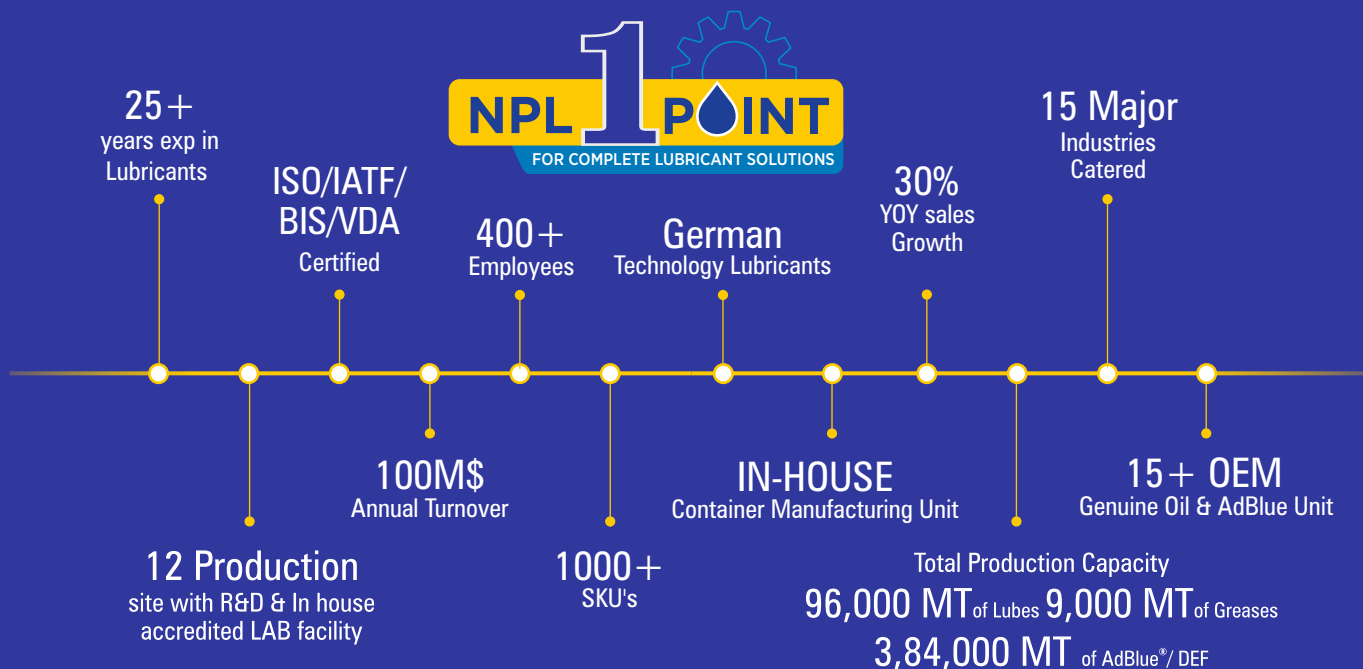 NPL 1 POINT
FOR COMPLETE LUBRICANT SOLUTIONS
25+
years exp in
Lubricants
12 Production
site with R&D & In house
accredited LAB facility
ISO/IATF/
BIS/VDA
Certified
100M$
Annual Turnover
400+
Employees
1000+
SKU's
German
Technology Lubricants
IN-HOUSE
Container Manufacturing Unit
30%
YOY sales
Growth
Total Production Capacity
96,000 MT of Lubes 9,000 MT of Greases
3,84,000 MT of AdBlue®/ DEF
15 Major
Industries
Catered
15+ OEM
Genuine Oil & AdBlue Unit